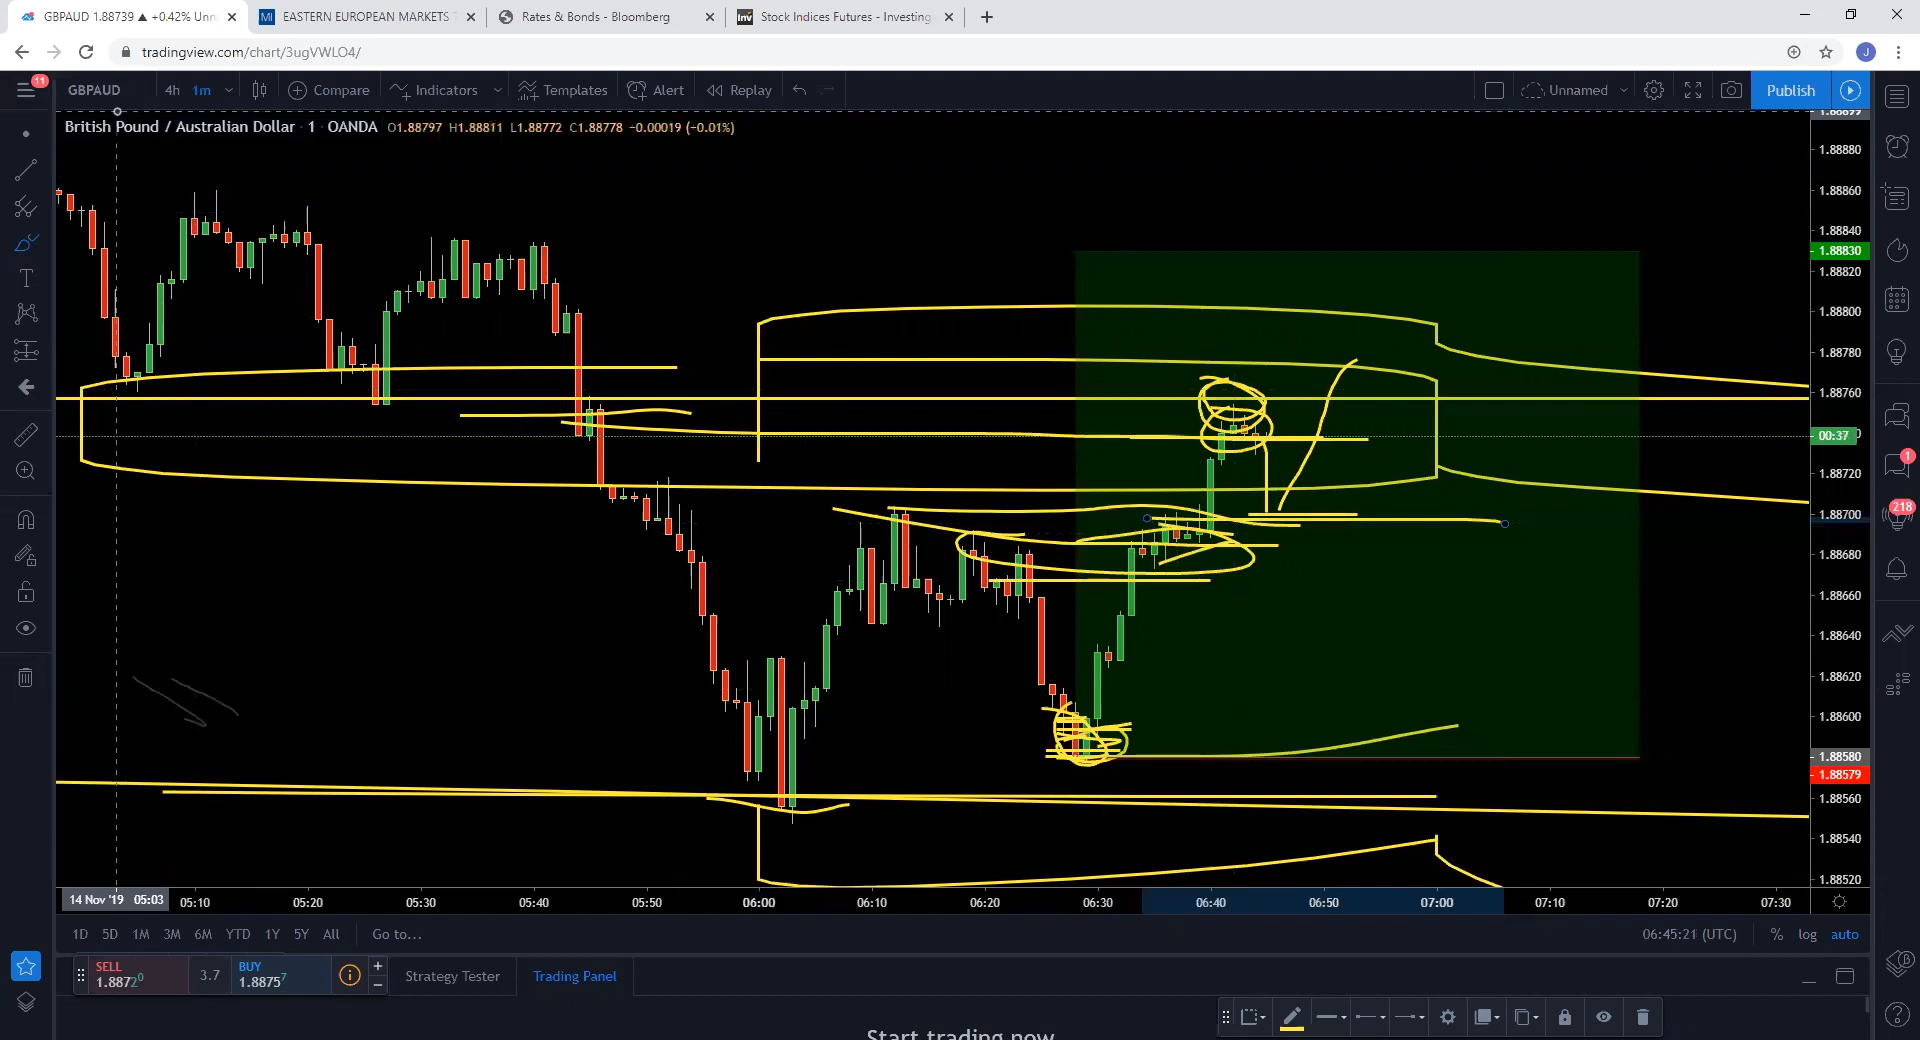 GBPAUD 1.88739 ▲ +0.42% Unn
EASTERN EUROPEAN MARKETS
Rates & Bonds - Bloomberg
Inv Stock Indices Futures - Investing
tradingview.com/chart/3ugVWLO4/
J
11
GBPAUD 4h 1m Compare Indicators Templates Alert Replay Unnamed Publish
British Pound / Australian Dollar · 1 · OANDA O1.88797 H1.88811 L1.88772 C1.88778 −0.00019 (−0.01%)
1.88899
1.88880
1.88860
1.88840
1.88830
1.88820
1.88800
1.88780
1.88760
00:37
1.88720
1.88700
1.88680
1.88660
1.88640
1.88620
1.88600
1.88580
1.88579
1.88560
1.88540
1.88520
1
218
14 Nov '19 05:03 05:10 05:20 05:30 05:40 05:50 06:00 06:10 06:20 06:30 06:40 06:50 07:00 07:10 07:20 07:30
1D 5D 1M 3M 6M YTD 1Y 5Y All Go to... 06:45:21 (UTC) % log auto
SELL
1.88720
3.7
BUY
1.88757
Strategy Tester Trading Panel
Start trading now